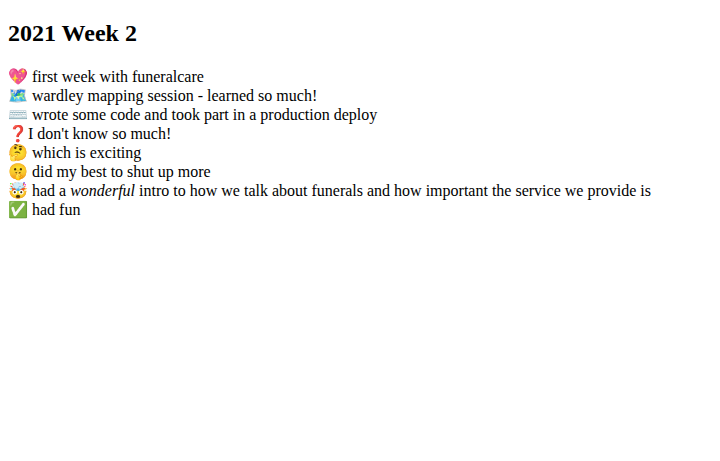 2021 Week 2
💖 first week with funeralcare
🗺️ wardley mapping session - learned so much!
⌨️ wrote some code and took part in a production deploy
❓I don't know so much!
🤔 which is exciting
🤫 did my best to shut up more
🤯 had a wonderful intro to how we talk about funerals and how important the service we provide is
✅ had fun